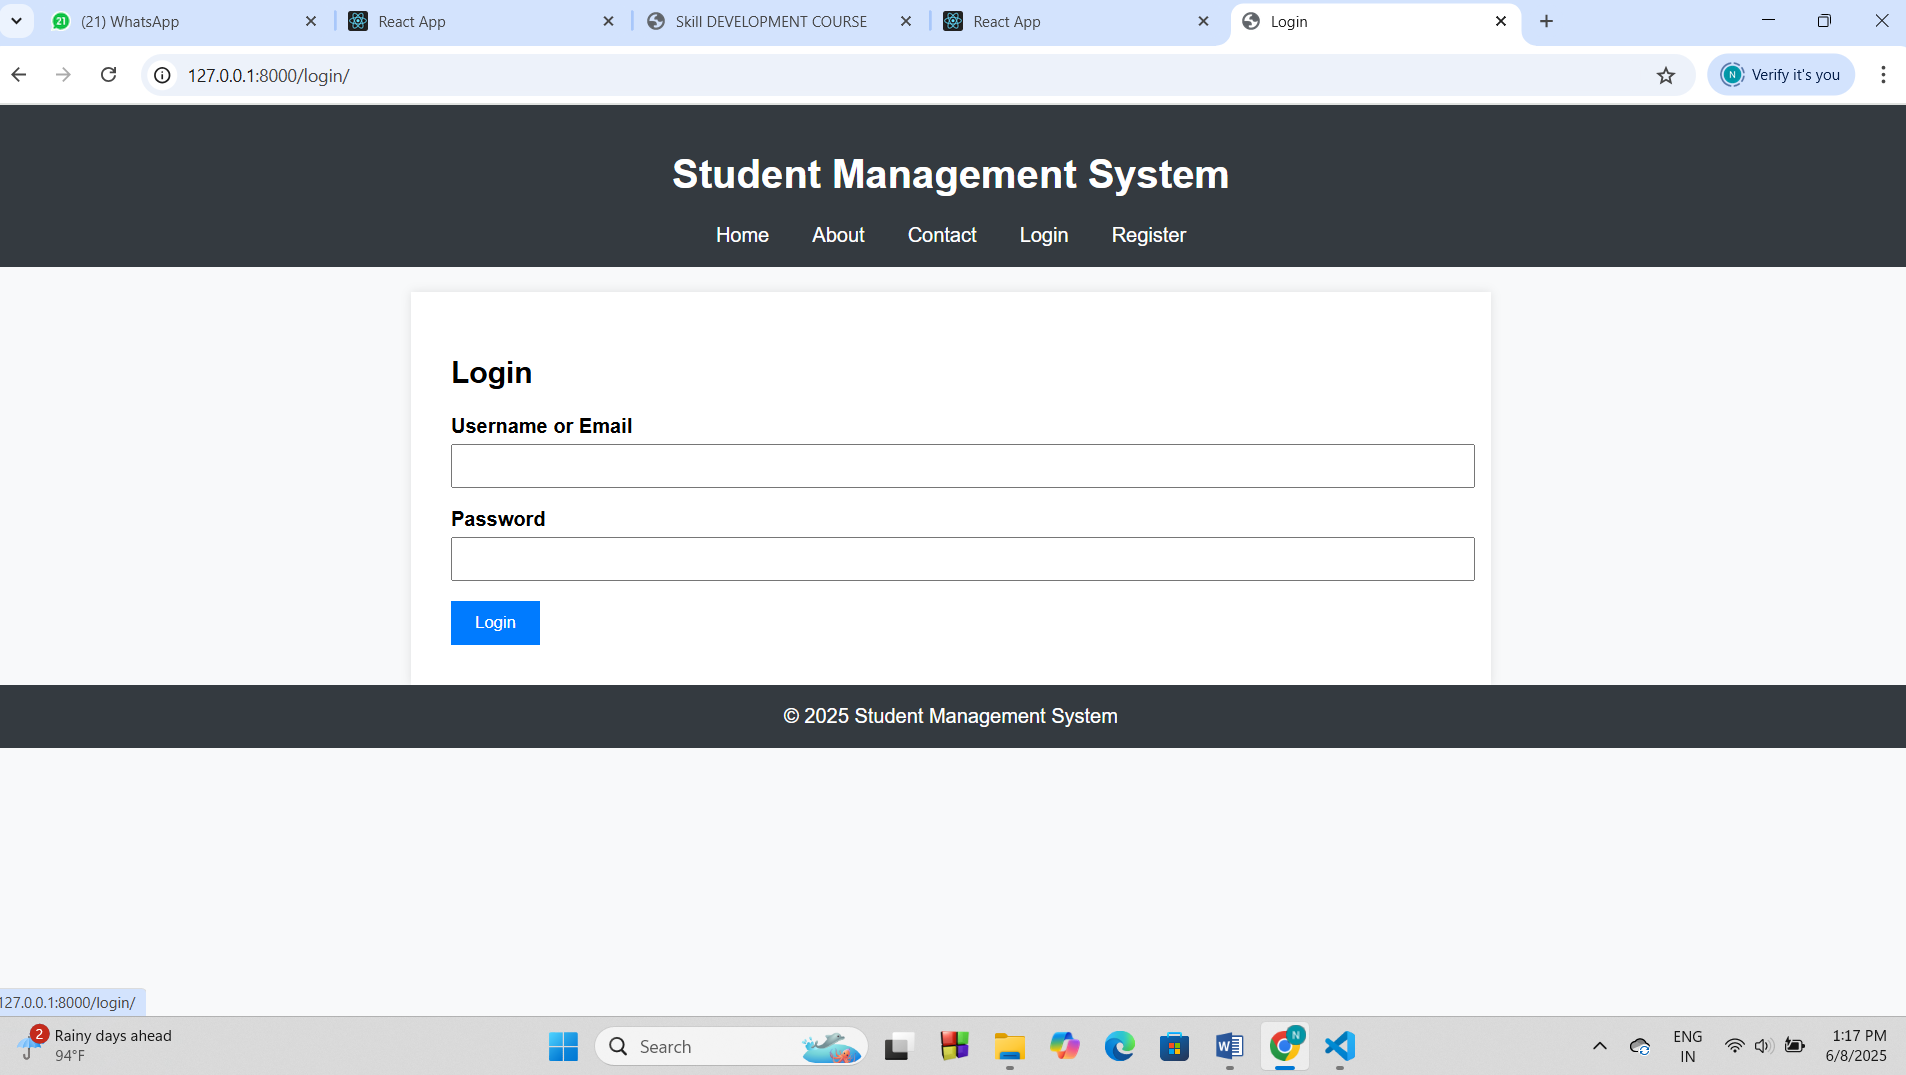 21
(21) WhatsApp
React App
Skill DEVELOPMENT COURSE
React App
Login
127.0.0.1:8000/login/
N
Verify it's you
Student Management System
Home About Contact Login Register
Login
Username or Email
Password
Login
© 2025 Student Management System
127.0.0.1:8000/login/
2
Rainy days ahead
94°F
Search
W
N
ENG
IN
1:17 PM
6/8/2025